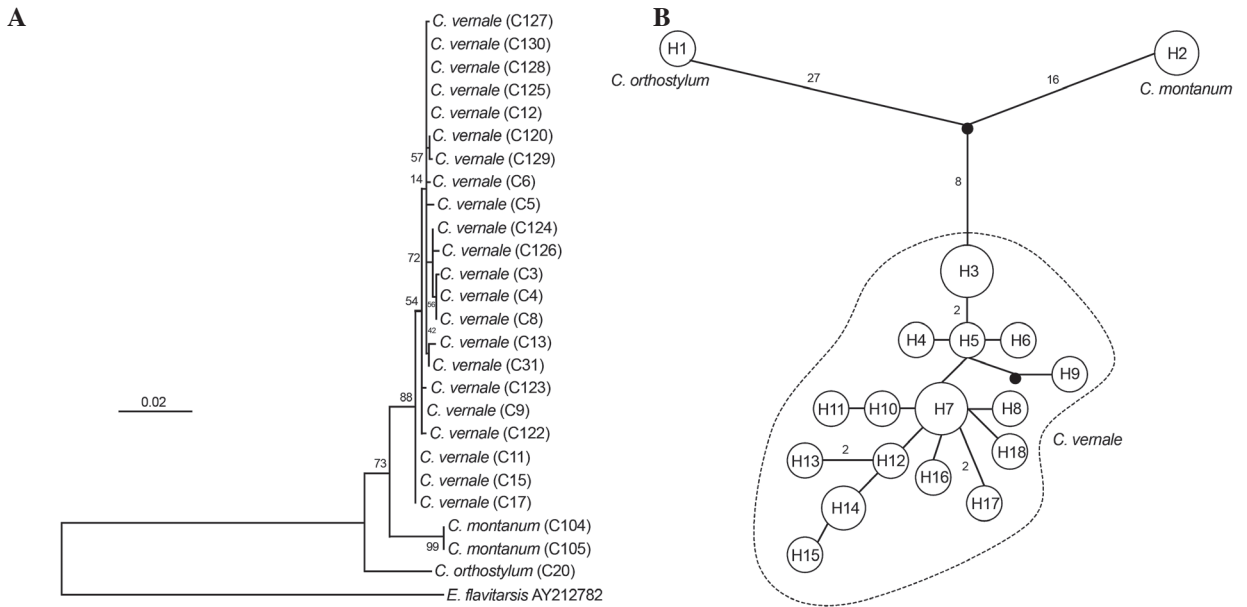 A
C. vernale (C127)
C. vernale (C130)
C. vernale (C128)
C. vernale (C125)
C. vernale (C12)
C. vernale (C120)
57
C. vernale (C129)
14
C. vernale (C6)
C. vernale (C5)
C. vernale (C124)
72
C. vernale (C126)
C. vernale (C3)
54
C. vernale (C4)
56
C. vernale (C8)
42
C. vernale (C13)
C. vernale (C31)
C. vernale (C123)
88
C. vernale (C9)
C. vernale (C122)
C. vernale (C11)
73
C. vernale (C15)
C. vernale (C17)
C. montanum (C104)
99
C. montanum (C105)
C. orthostylum (C20)
E. flavitarsis AY212782
0.02
B
H1
C. orthostylum
27
16
H2
C. montanum
8
H3
2
H4
H5
H6
H9
H11
H10
H7
H8
H18
C. vernale
H13
2
H12
H16
2
H17
H14
H15